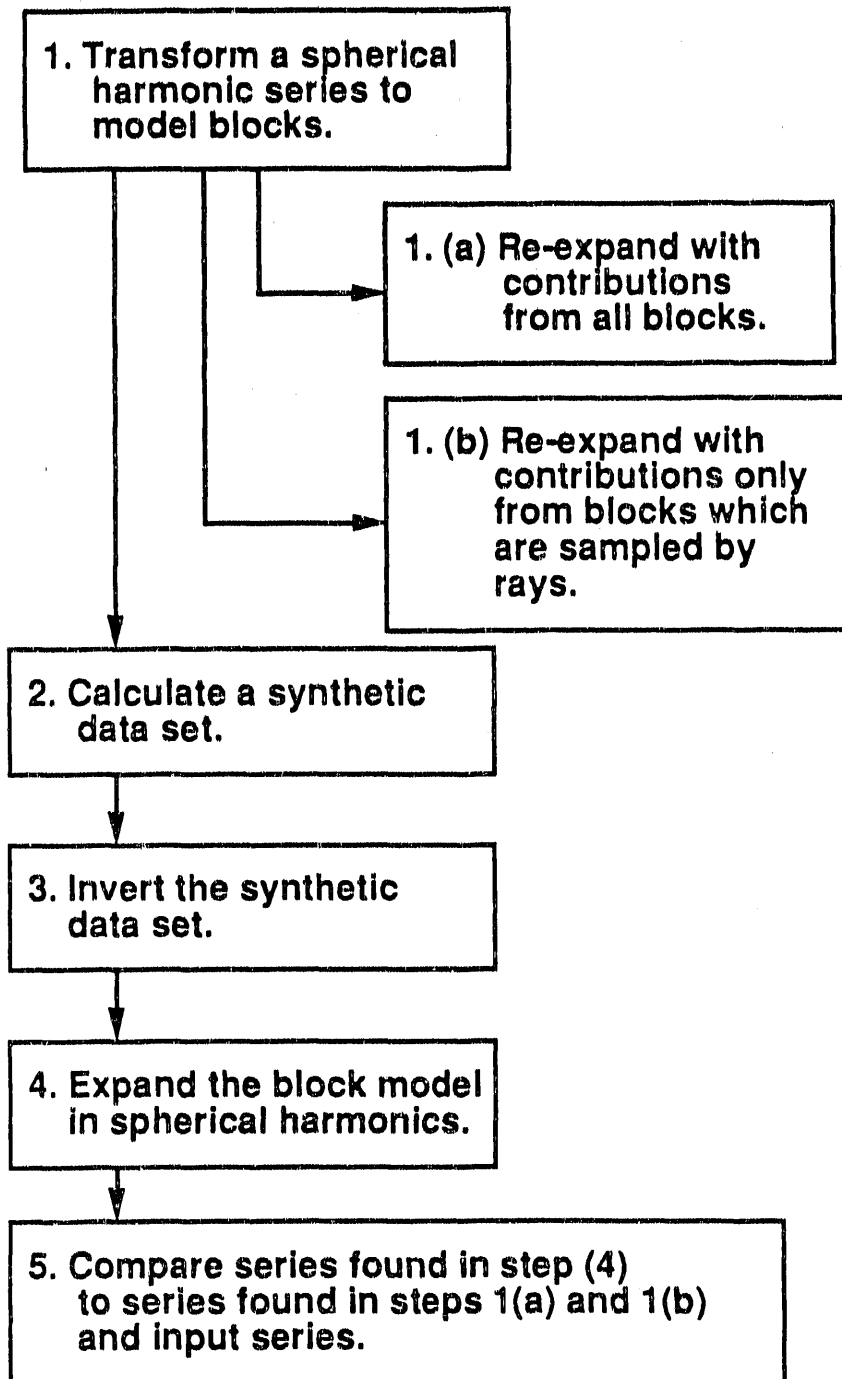 1. Transform a spherical
harmonic series to
model blocks.
1. (a) Re-expand with
contributions
from all blocks.
1. (b) Re-expand with
contributions only
from blocks which
are sampled by
rays.
2. Calculate a synthetic
data set.
3. Invert the synthetic
data set.
4. Expand the block model
in spherical harmonics.
5. Compare series found in step (4)
to series found in steps 1(a) and 1(b)
and input series.